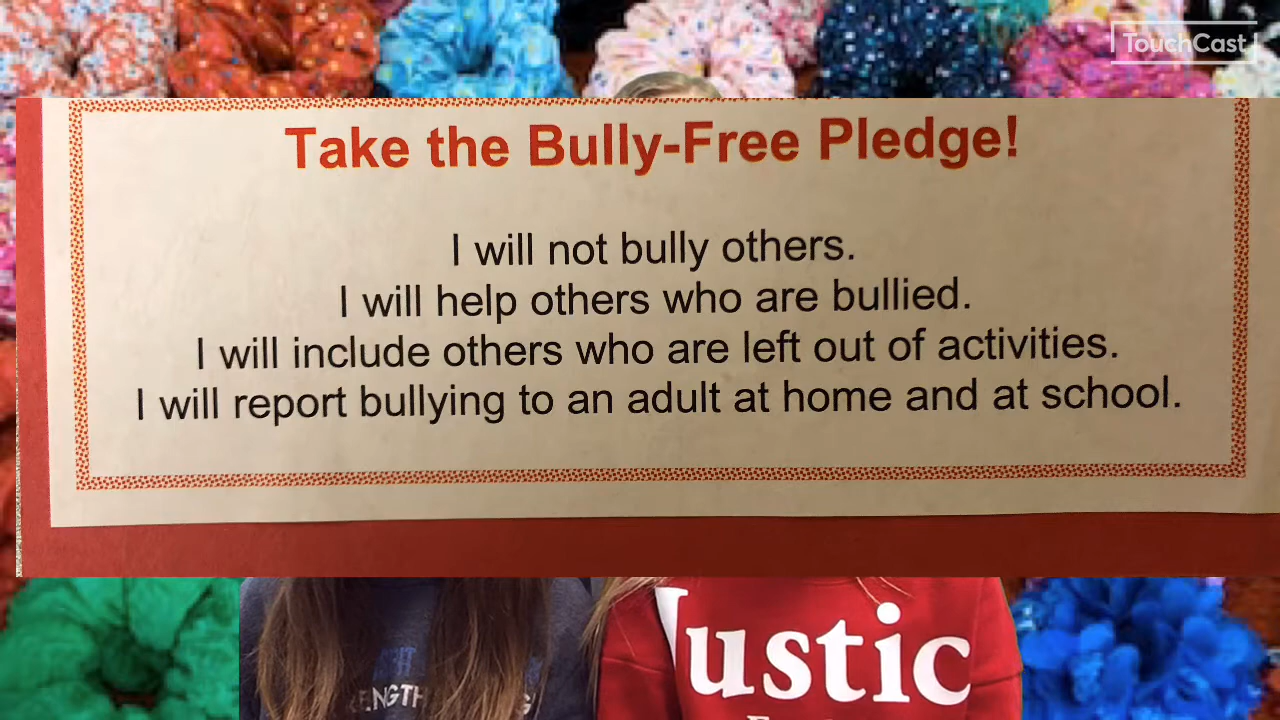 TouchCast
Take the Bully-Free Pledge!
I will not bully others.
I will help others who are bullied.
I will include others who are left out of activities.
I will report bullying to an adult at home and at school.
ustic